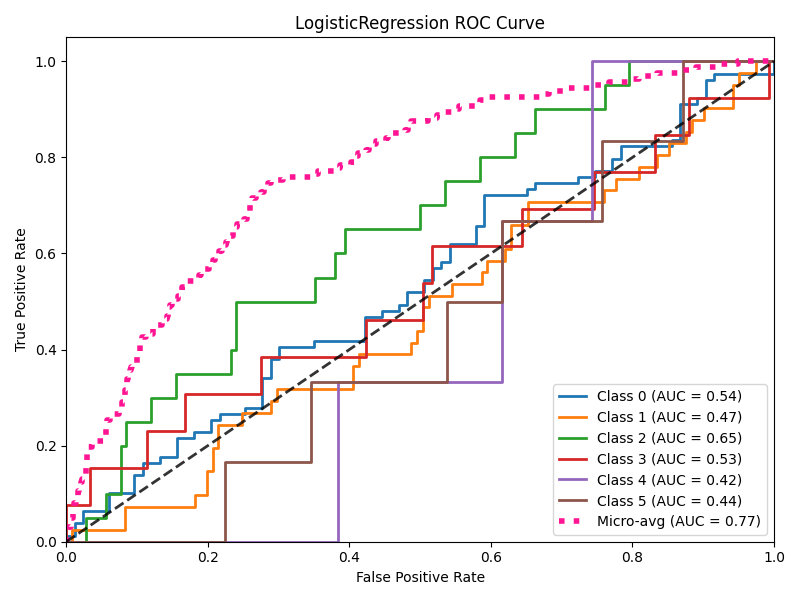 LogisticRegression ROC Curve
True Positive Rate
1.0
0.8
0.6
0.4
0.2
0.0
0.0 0.2 0.4 0.6 0.8 1.0
False Positive Rate
Class 0 (AUC = 0.54)
Class 1 (AUC = 0.47)
Class 2 (AUC = 0.65)
Class 3 (AUC = 0.53)
Class 4 (AUC = 0.42)
Class 5 (AUC = 0.44)
Micro-avg (AUC = 0.77)